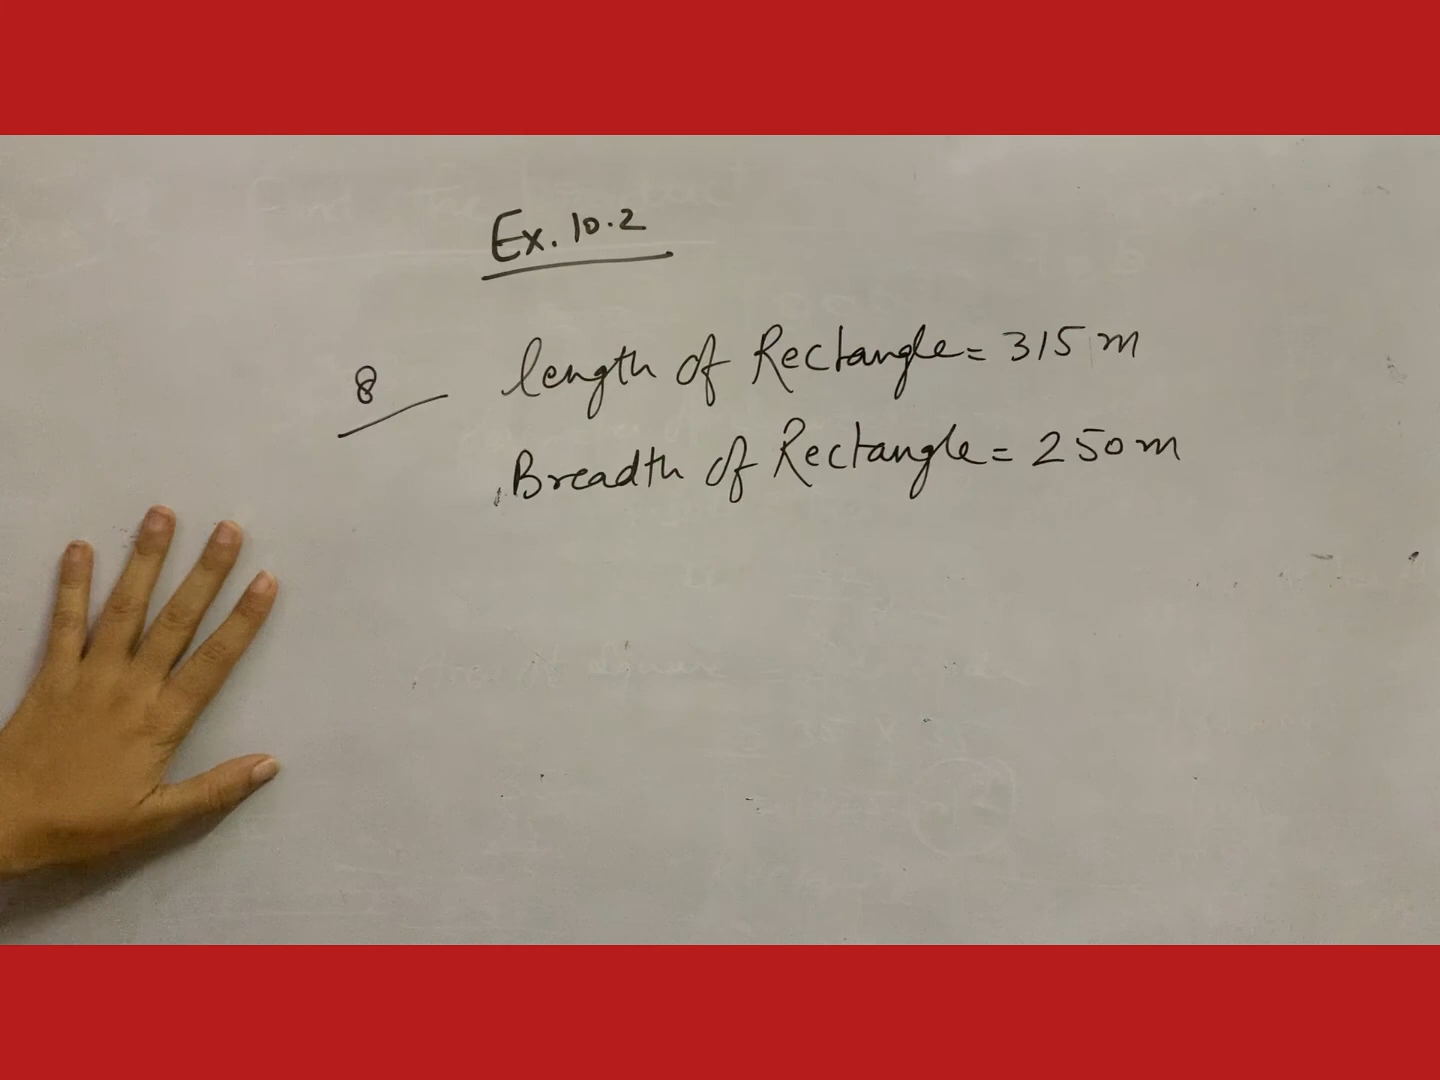 Ex. 10.2
8 length of Rectangle = 315 m
Breadth of Rectangle = 250 m